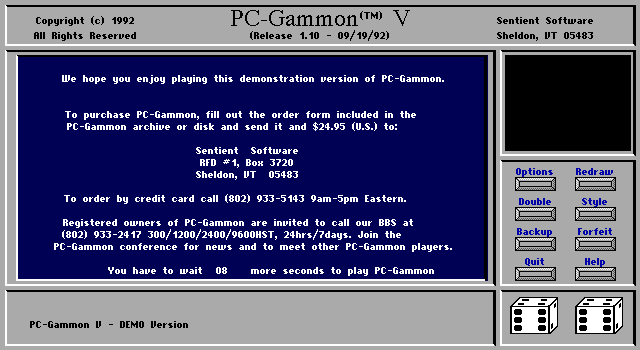 Copyright (c) 1992
All Rights Reserved
PC-Gammon(TM) V
(Release 1.10 - 09/19/92)
Sentient Software
Sheldon, VT 05483
We hope you enjoy playing this demonstration version of PC-Gammon.
To purchase PC-Gammon, fill out the order form included in the
PC-Gammon archive or disk and send it and $24.95 (U.S.) to:
Sentient Software
RFD #1, Box 3720
Sheldon, VT 05483
To order by credit card call (802) 933-5143 9am-5pm Eastern.
Registered owners of PC-Gammon are invited to call our BBS at
(802) 933-2417 300/1200/2400/9600HST, 24hrs/7days. Join the
PC-Gammon conference for news and to meet other PC-Gammon players.
You have to wait 08 more seconds to play PC-Gammon
Options Redraw
Double Style
Backup Forfeit
Quit Help
PC-Gammon V - DEMO Version